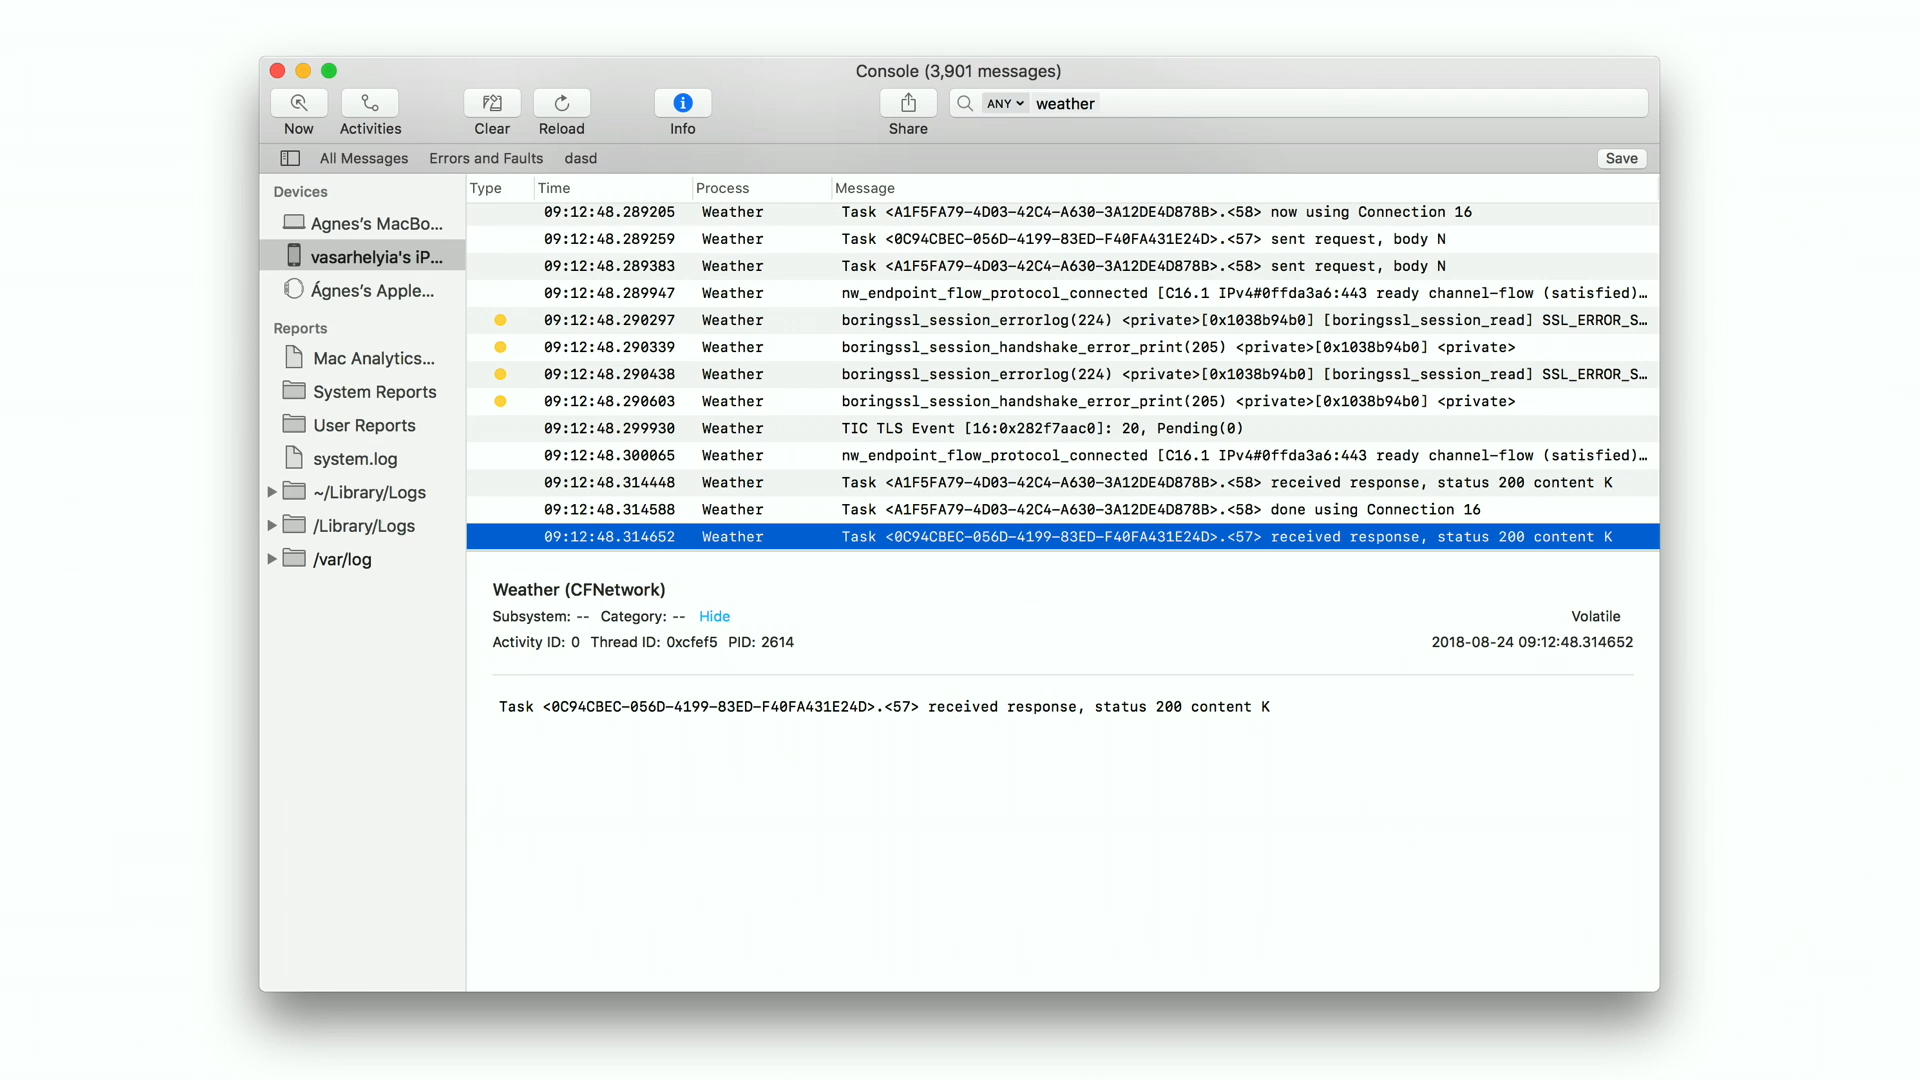 Console (3,901 messages)
ANY weather
Now Activities Clear Reload Info Share
All Messages Errors and Faults dasd Save
Devices
Agnes’s MacBo...
vasarhelyia's iP...
Ágnes’s Apple...
Reports
Mac Analytics...
System Reports
User Reports
system.log
~/Library/Logs
/Library/Logs
/var/log
Type Time Process Message
09:12:48.289205 Weather Task <A1F5FA79-4D03-42C4-A630-3A12DE4D878B>.<58> now using Connection 16
09:12:48.289259 Weather Task <0C94CBEC-056D-4199-83ED-F40FA431E24D>.<57> sent request, body N
09:12:48.289383 Weather Task <A1F5FA79-4D03-42C4-A630-3A12DE4D878B>.<58> sent request, body N
09:12:48.289947 Weather nw_endpoint_flow_protocol_connected [C16.1 IPv4#0ffda3a6:443 ready channel-flow (satisfied)…
09:12:48.290297 Weather boringssl_session_errorlog(224) <private>[0x1038b94b0] [boringssl_session_read] SSL_ERROR_S…
09:12:48.290339 Weather boringssl_session_handshake_error_print(205) <private>[0x1038b94b0] <private>
09:12:48.290438 Weather boringssl_session_errorlog(224) <private>[0x1038b94b0] [boringssl_session_read] SSL_ERROR_S…
09:12:48.290603 Weather boringssl_session_handshake_error_print(205) <private>[0x1038b94b0] <private>
09:12:48.299930 Weather TIC TLS Event [16:0x282f7aac0]: 20, Pending(0)
09:12:48.300065 Weather nw_endpoint_flow_protocol_connected [C16.1 IPv4#0ffda3a6:443 ready channel-flow (satisfied)…
09:12:48.314448 Weather Task <A1F5FA79-4D03-42C4-A630-3A12DE4D878B>.<58> received response, status 200 content K
09:12:48.314588 Weather Task <A1F5FA79-4D03-42C4-A630-3A12DE4D878B>.<58> done using Connection 16
09:12:48.314652 Weather Task <0C94CBEC-056D-4199-83ED-F40FA431E24D>.<57> received response, status 200 content K
Weather (CFNetwork)
Subsystem: -- Category: -- Hide Volatile
Activity ID: 0 Thread ID: 0xcfef5 PID: 2614 2018-08-24 09:12:48.314652
Task <0C94CBEC-056D-4199-83ED-F40FA431E24D>.<57> received response, status 200 content K